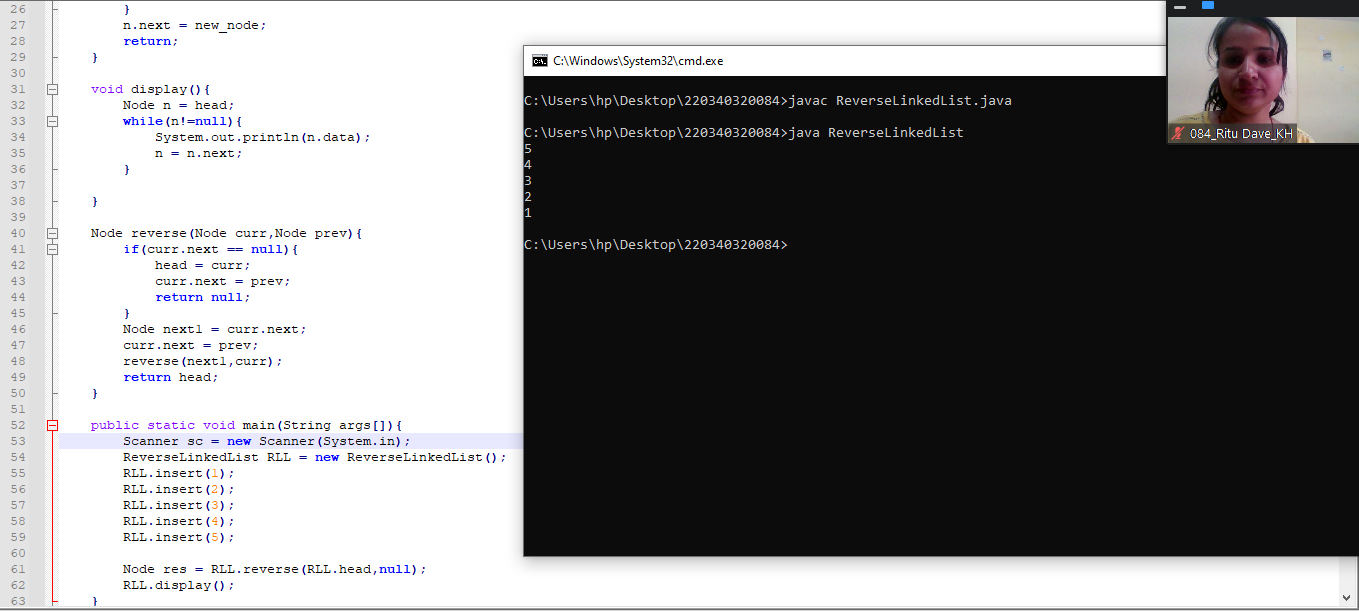 26 }
27 n.next = new_node;
28 return;
29 }
30
31 void display(){
32 Node n = head;
33 while(n!=null){
34 System.out.println(n.data);
35 n = n.next;
36 }
37
38 }
39
40 Node reverse(Node curr,Node prev){
41 if(curr.next == null){
42 head = curr;
43 curr.next = prev;
44 return null;
45 }
46 Node next1 = curr.next;
47 curr.next = prev;
48 reverse(next1,curr);
49 return head;
50 }
51
52 public static void main(String args[]){
53 Scanner sc = new Scanner(System.in);
54 ReverseLinkedList RLL = new ReverseLinkedList();
55 RLL.insert(1);
56 RLL.insert(2);
57 RLL.insert(3);
58 RLL.insert(4);
59 RLL.insert(5);
60
61 Node res = RLL.reverse(RLL.head,null);
62 RLL.display();
63 }
C:\Windows\System32\cmd.exe
C:\Users\hp\Desktop\220340320084>javac ReverseLinkedList.java
C:\Users\hp\Desktop\220340320084>java ReverseLinkedList
5
4
3
2
1
C:\Users\hp\Desktop\220340320084>
084_Ritu Dave_KH